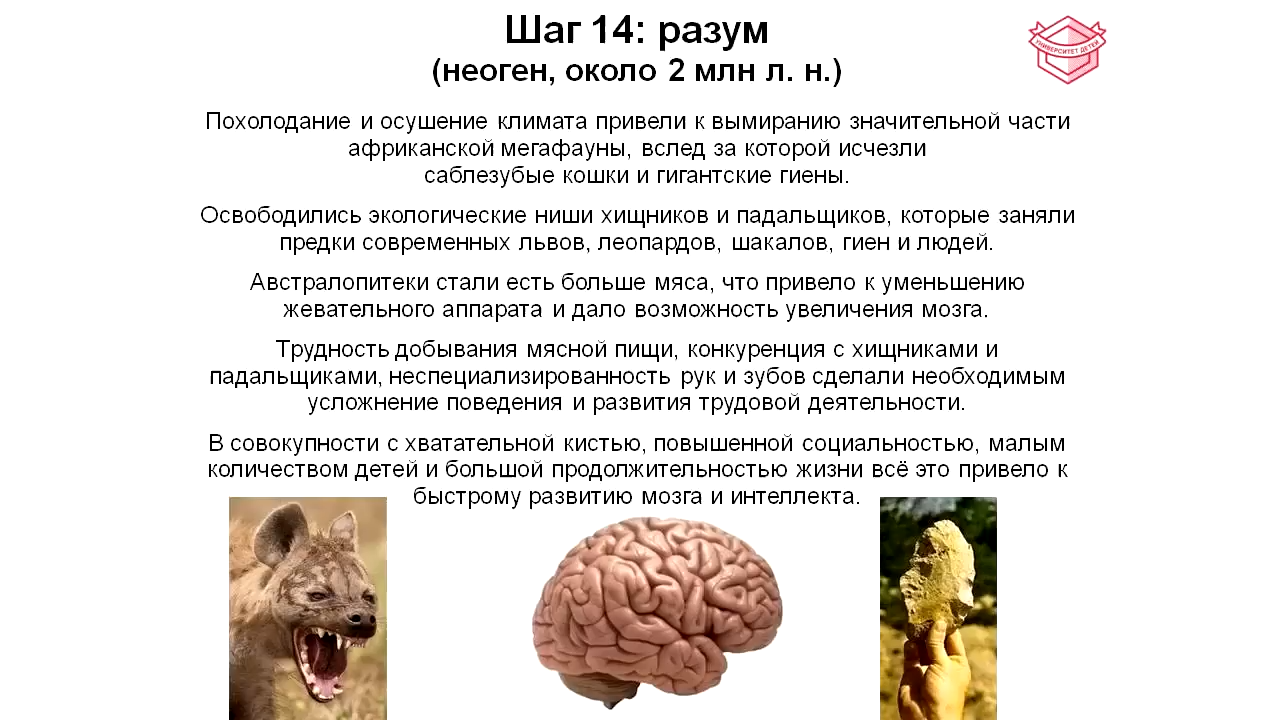 Шаг 14: разум
(неоген, около 2 млн л. н.)
УНИВЕРСИТЕТ ДЕТЕЙ
Похолодание и осушение климата привели к вымиранию значительной части
африканской мегафауны, вслед за которой исчезли
саблезубые кошки и гигантские гиены.
Освободились экологические ниши хищников и падальщиков, которые заняли
предки современных львов, леопардов, шакалов, гиен и людей.
Австралопитеки стали есть больше мяса, что привело к уменьшению
жевательного аппарата и дало возможность увеличения мозга.
Трудность добывания мясной пищи, конкуренция с хищниками и
падальщиками, неспециализированность рук и зубов сделали необходимым
усложнение поведения и развития трудовой деятельности.
В совокупности с хватательной кистью, повышенной социальностью, малым
количеством детей и большой продолжительностью жизни всё это привело к
быстрому развитию мозга и интеллекта.